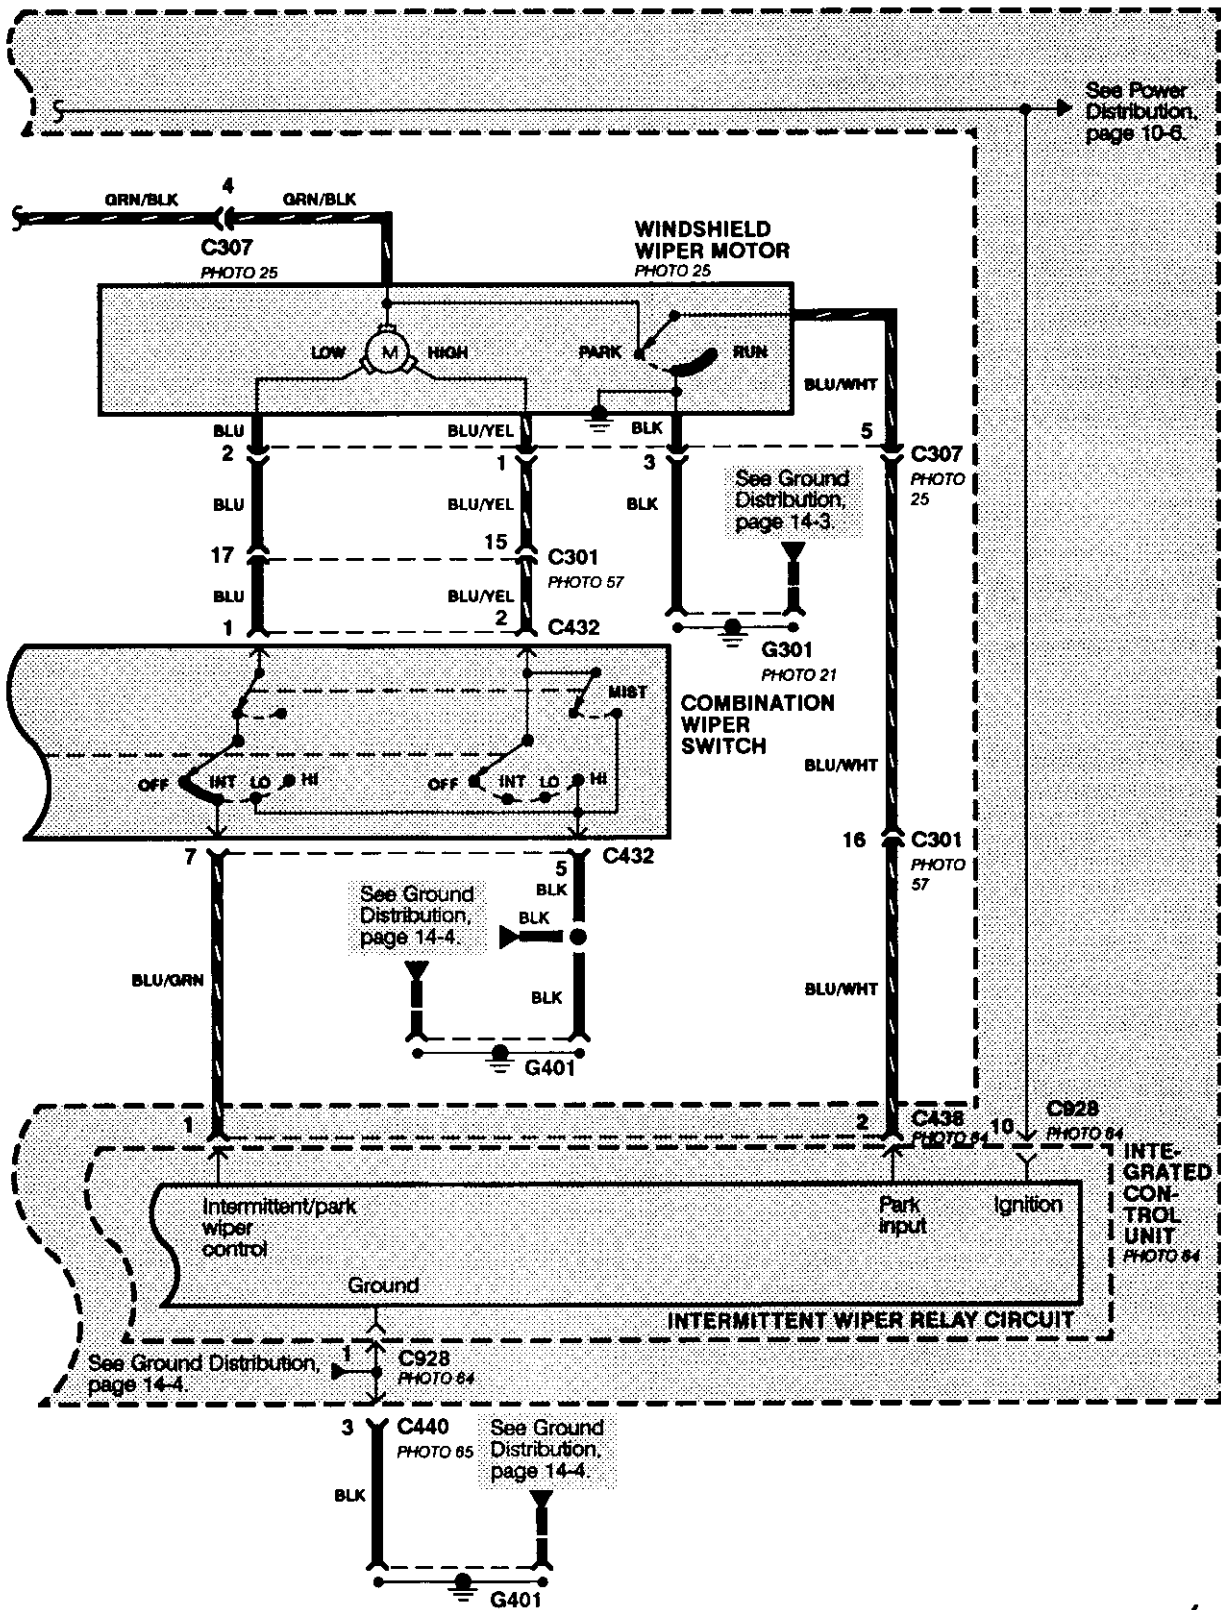 See Power
Distribution,
page 10-6.
4
GRN/BLK
GRN/BLK
C307
PHOTO 25
WINDSHIELD
WIPER MOTOR
PHOTO 25
LOW
M
HIGH
PARK
RUN
BLU/WHT
BLU
BLU/YEL
BLK
5
2
1
3
C307
PHOTO
25
See Ground
Distribution,
page 14-3.
BLU
BLU/YEL
BLK
17
15
C301
PHOTO 57
BLU
BLU/YEL
1
2
C432
G301
PHOTO 21
MIST
COMBINATION
WIPER
SWITCH
BLU/WHT
OFF
INT
LO
HI
OFF
INT
LO
HI
16
C301
PHOTO
57
7
5
C432
BLK
See Ground
Distribution,
page 14-4.
BLK
BLU/GRN
BLK
BLU/WHT
G401
1
2
C438
PHOTO 64
10
C928
PHOTO 64
INTE-
GRATED
CON-
TROL
UNIT
PHOTO 64
Intermittent/park
wiper
control
Park
input
Ignition
Ground
INTERMITTENT WIPER RELAY CIRCUIT
See Ground Distribution,
page 14-4.
1
C928
PHOTO 64
3
C440
PHOTO 65
See Ground
Distribution,
page 14-4.
BLK
G401